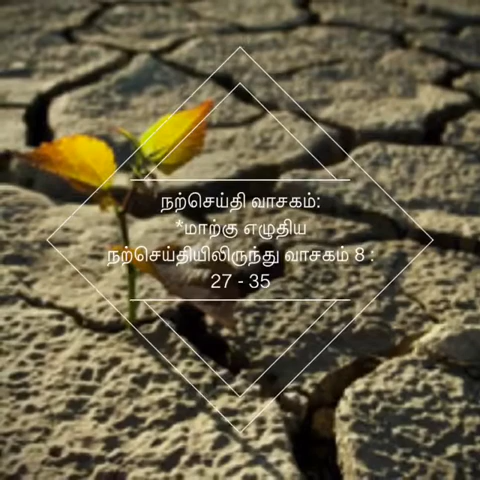 நற்செய்தி வாசகம்:
*மாற்கு எழுதிய
நற்செய்தியிலிருந்து வாசகம் 8 :
27 - 35